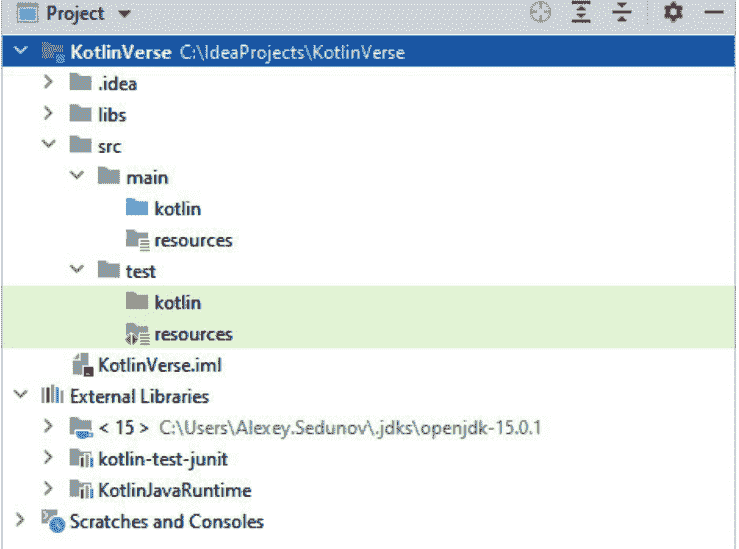 Project
KotlinVerse C:\IdeaProjects\KotlinVerse
.idea
libs
src
main
kotlin
resources
test
kotlin
resources
KotlinVerse.iml
External Libraries
< 15 > C:\Users\Alexey.Sedunov\.jdks\openjdk-15.0.1
kotlin-test-junit
KotlinJavaRuntime
Scratches and Consoles